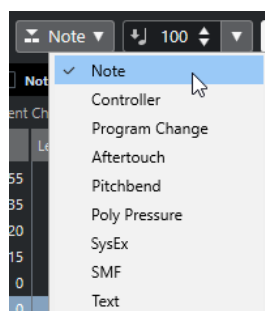 Note 100
Note
No
ent Ch
Le
Controller
Program Change
Aftertouch
55
Pitchbend
35
Poly Pressure
20
SysEx
15
SMF
0
Text
0